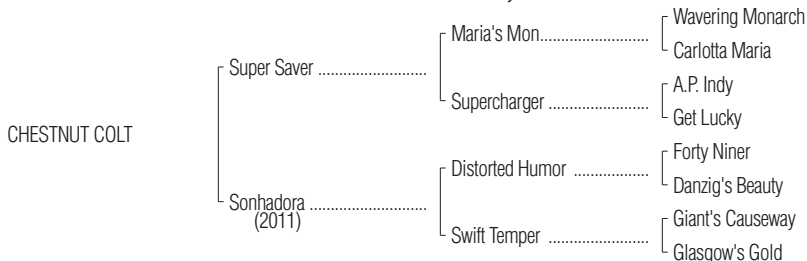 Wavering Monarch
Maria's Mon
Carlotta Maria
Super Saver
A.P. Indy
Supercharger
Get Lucky
CHESTNUT COLT
Forty Niner
Distorted Humor
Danzig's Beauty
Sonhadora
(2011)
Giant's Causeway
Swift Temper
Glasgow's Gold